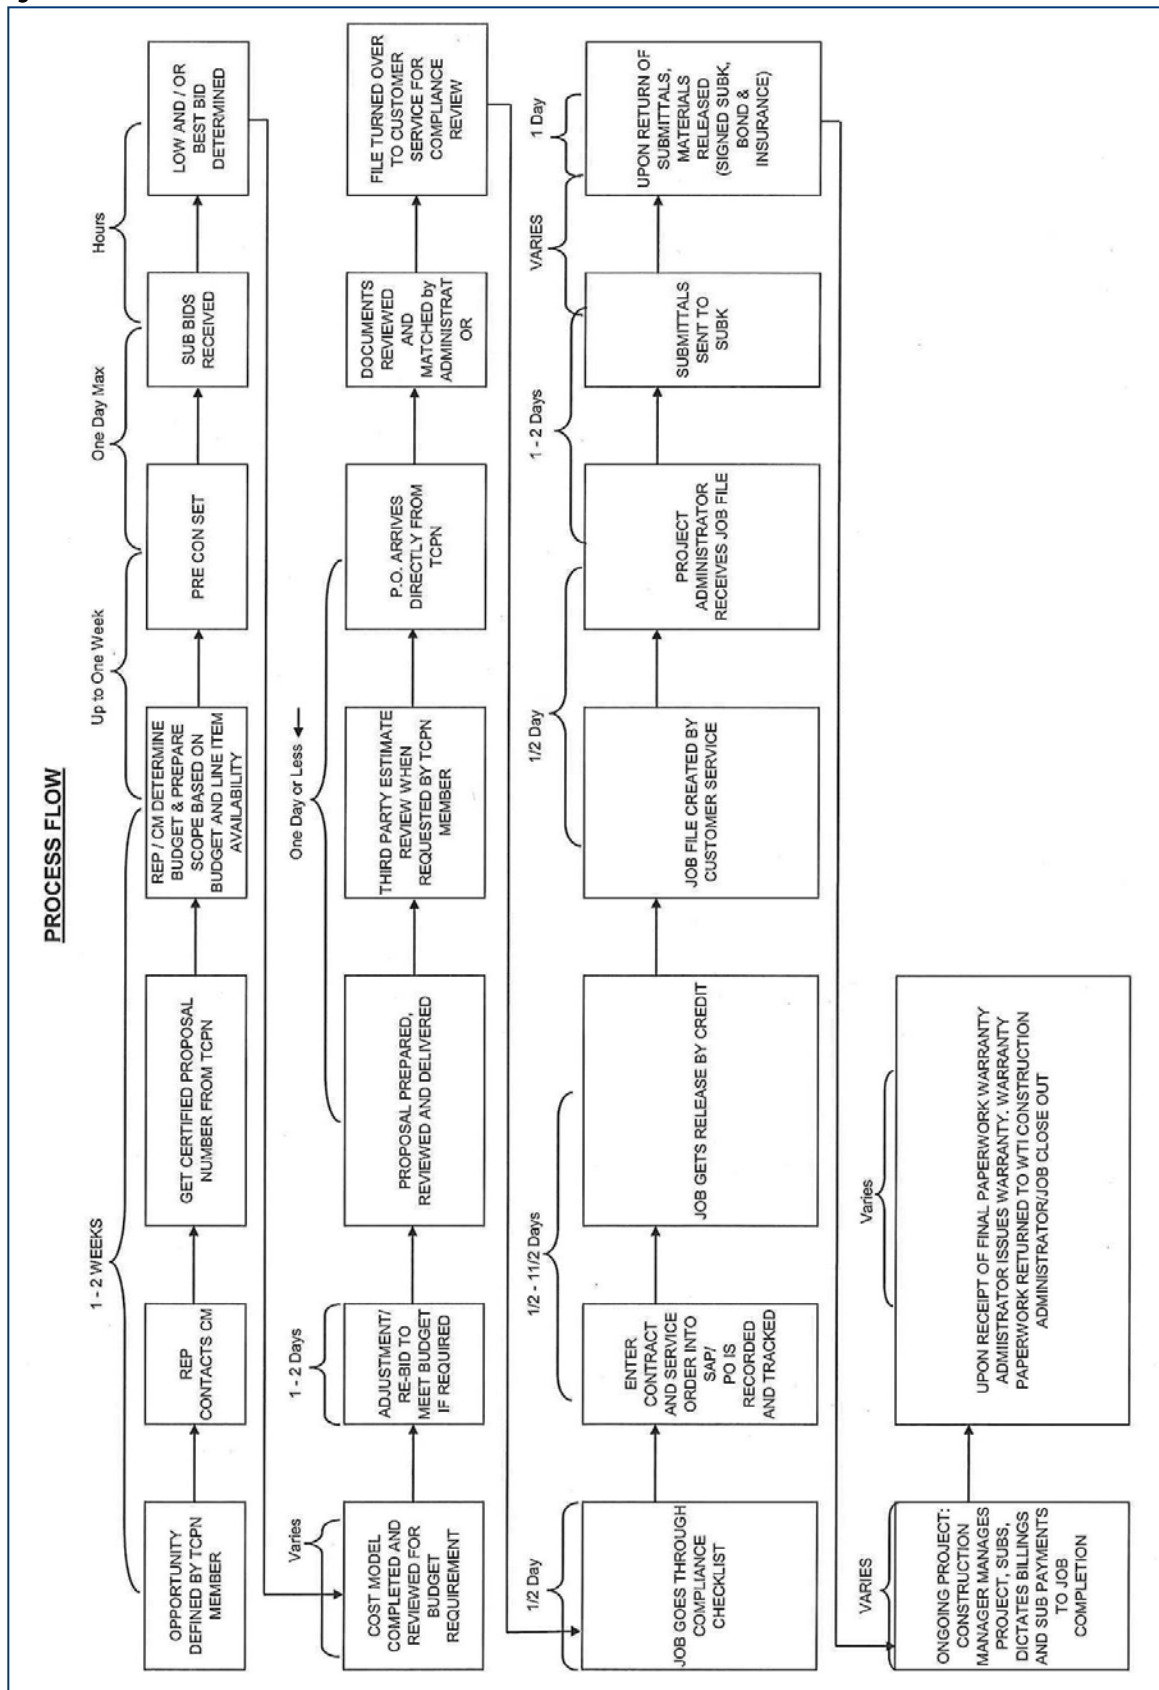 PROCESS FLOW
1 - 2 WEEKS
Up to One Week
One Day Max
Hours
OPPORTUNITY
DEFINED BY TCPN
MEMBER
REP
CONTACTS CM
GET CERTIFIED PROPOSAL
NUMBER FROM TCPN
REP / CM DETERMINE
BUDGET & PREPARE
SCOPE BASED ON
BUDGET AND LINE ITEM
AVAILABILITY
PRE CON SET
SUB BIDS
RECEIVED
LOW AND / OR
BEST BID
DETERMINED
Varies
1 - 2 Days
One Day or Less
COST MODEL
COMPLETED AND
REVIEWED FOR
BUDGET
REQUIREMENT
ADJUSTMENT/
RE-BID TO
MEET BUDGET
IF REQUIRED
PROPOSAL PREPARED,
REVIEWED AND DELIVERED
THIRD PARTY ESTIMATE
REVIEW WHEN
REQUESTED BY TCPN
MEMBER
P.O. ARRIVES
DIRECTLY FROM
TCPN
DOCUMENTS
REVIEWED
AND
MATCHED by
ADMINISTRAT
OR
FILE TURNED OVER
TO CUSTOMER
SERVICE FOR
COMPLIANCE
REVIEW
1/2 Day
1/2 - 11/2 Days
1/2 Day
1 - 2 Days
VARIES
1 Day
JOB GOES THROUGH
COMPLIANCE
CHECKLIST
ENTER
CONTRACT
AND SERVICE
ORDER INTO
SAP/
PO IS
RECORDED
AND TRACKED
JOB GETS RELEASE BY CREDIT
JOB FILE CREATED BY
CUSTOMER SERVICE
PROJECT
ADMINISTRATOR
RECEIVES JOB FILE
SUBMITTALS
SENT TO
SUBK
UPON RETURN OF
SUBMITTALS,
MATERIALS
RELEASED
(SIGNED SUBK,
BOND &
INSURANCE)
VARIES
Varies
ONGOING PROJECT:
CONSTRUCTION
MANAGER MANAGES
PROJECT, SUBS,
DICTATES BILLINGS
AND SUB PAYMENTS
TO JOB
COMPLETION
UPON RECEIPT OF FINAL PAPERWORK WARRANTY
ADMIISTRATOR ISSUES WARRANTY. WARRANTY
PAPERWORK RETURNED TO WTI CONSTRUCTION
ADMINISTRATOR/JOB CLOSE OUT